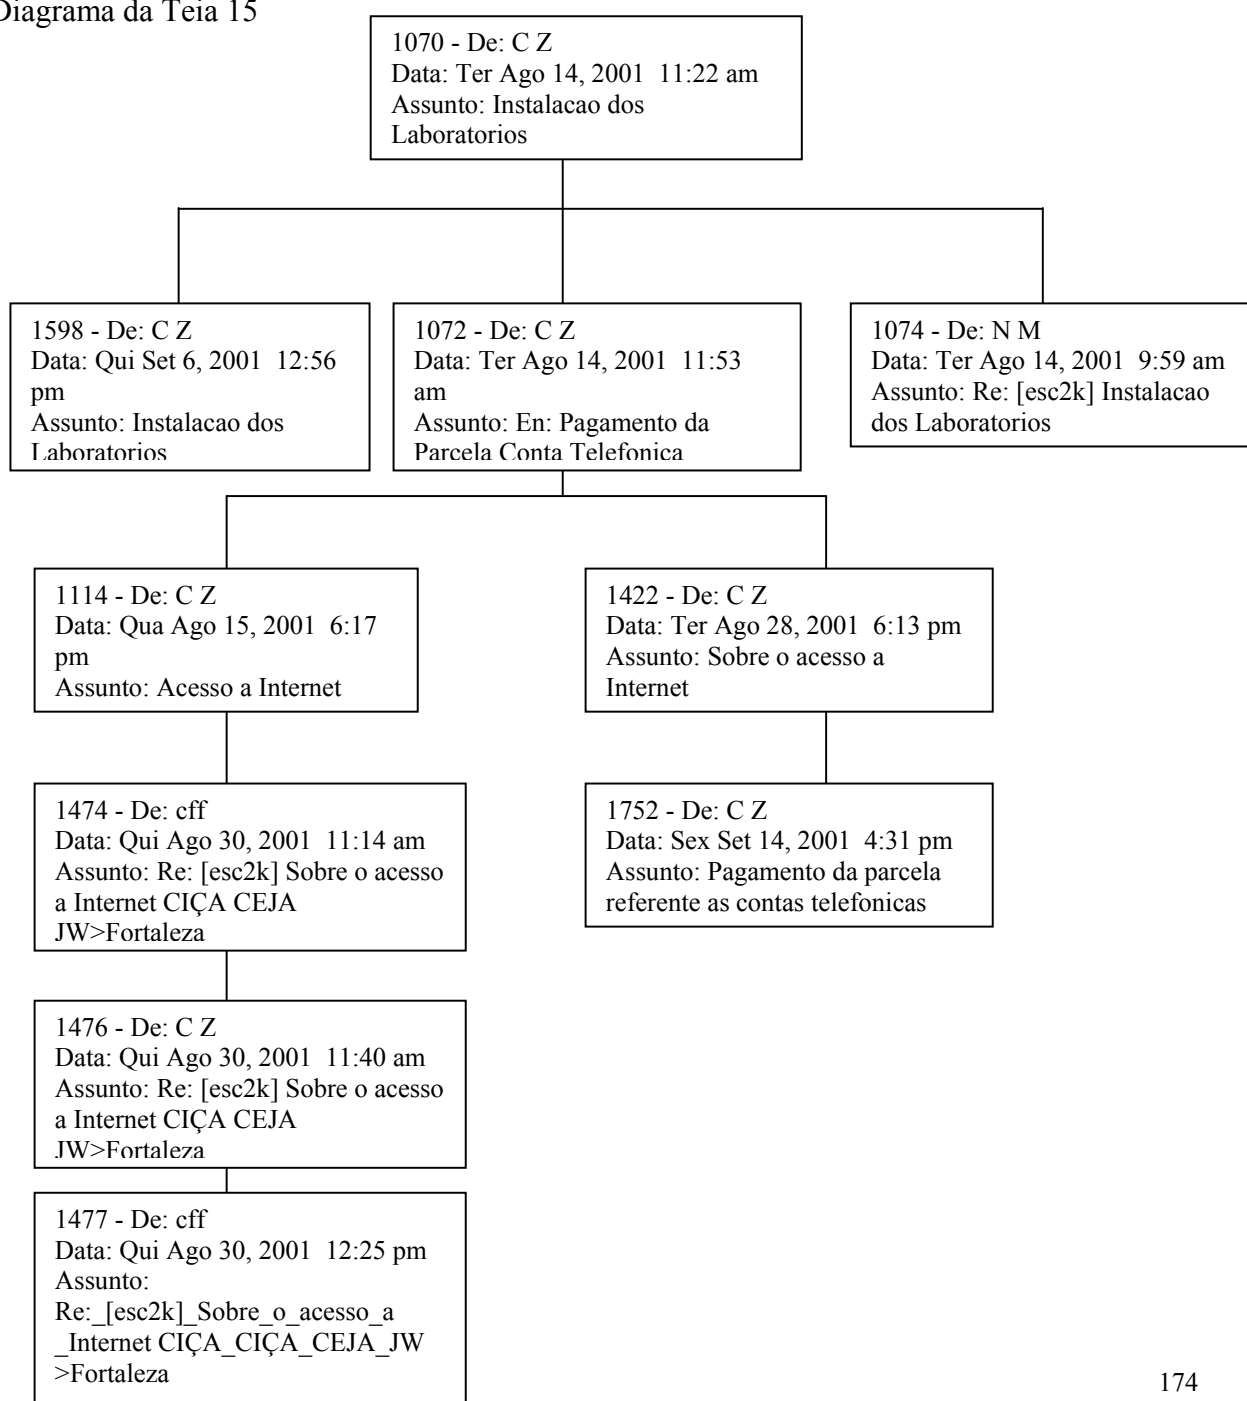 Diagrama da Teia 15
1070 - De: C Z
Data: Ter Ago 14, 2001  11:22 am
Assunto: Instalacao dos
Laboratorios
1598 - De: C Z
Data: Qui Set 6, 2001  12:56
pm
Assunto: Instalacao dos
Laboratorios
1072 - De: C Z
Data: Ter Ago 14, 2001  11:53
am
Assunto: En: Pagamento da
Parcela Conta Telefonica
1074 - De: N M
Data: Ter Ago 14, 2001  9:59 am
Assunto: Re: [esc2k] Instalacao
dos Laboratorios
1114 - De: C Z
Data: Qua Ago 15, 2001  6:17
pm
Assunto: Acesso a Internet
1422 - De: C Z
Data: Ter Ago 28, 2001  6:13 pm
Assunto: Sobre o acesso a
Internet
1474 - De: cff
Data: Qui Ago 30, 2001  11:14 am
Assunto: Re: [esc2k] Sobre o acesso
a Internet CIÇA CEJA
JW>Fortaleza
1752 - De: C Z
Data: Sex Set 14, 2001  4:31 pm
Assunto: Pagamento da parcela
referente as contas telefonicas
1476 - De: C Z
Data: Qui Ago 30, 2001  11:40 am
Assunto: Re: [esc2k] Sobre o acesso
a Internet CIÇA CEJA
JW>Fortaleza
1477 - De: cff
Data: Qui Ago 30, 2001  12:25 pm
Assunto:
Re:_[esc2k]_Sobre_o_acesso_a
_Internet CIÇA_CIÇA_CEJA_JW
>Fortaleza
174